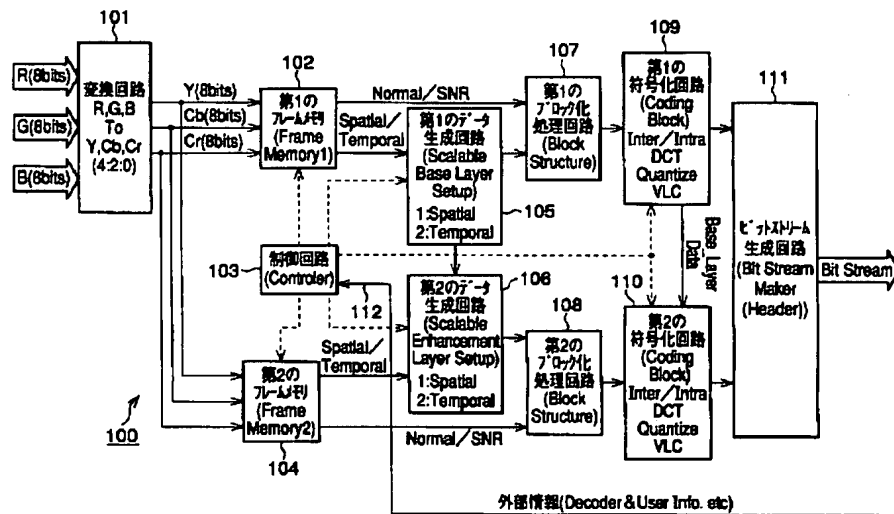 101
R(8bits)
G(8bits)
B(8bits)
変換回路
R,G,B
To
Y,Cb,Cr
(4:2:0)
Y(8bits)
Cb(8bits)
Cr(8bits)
102
第1の
フレームメモリ
(Frame
Memory1)
Normal/SNR
Spatial/
Temporal
第1のデータ
生成回路
(Scalable
Base Layer
Setup)
1:Spatial
2:Temporal
105
107
第1の
ブロック化
処理回路
(Block
Structure)
109
第1の
符号化回路
(Coding
Block)
Inter/Intra
DCT
Quantize
VLC
111
ビットストリーム
生成回路
(Bit Stream
Maker
(Header))
Bit Stream
103
制御回路
(Controler)
112
106
第2のデータ
生成回路
(Scalable
Enhancement
Layer Setup)
1:Spatial
2:Temporal
Base_Layer
Data
110
第2の
符号化回路
(Coding
Block)
Inter/Intra
DCT
Quantize
VLC
108
第2の
ブロック化
処理回路
(Block
Structure)
第2の
フレームメモリ
(Frame
Memory2)
104
Spatial/
Temporal
Normal/SNR
100
外部情報(Decoder & User Info. etc)